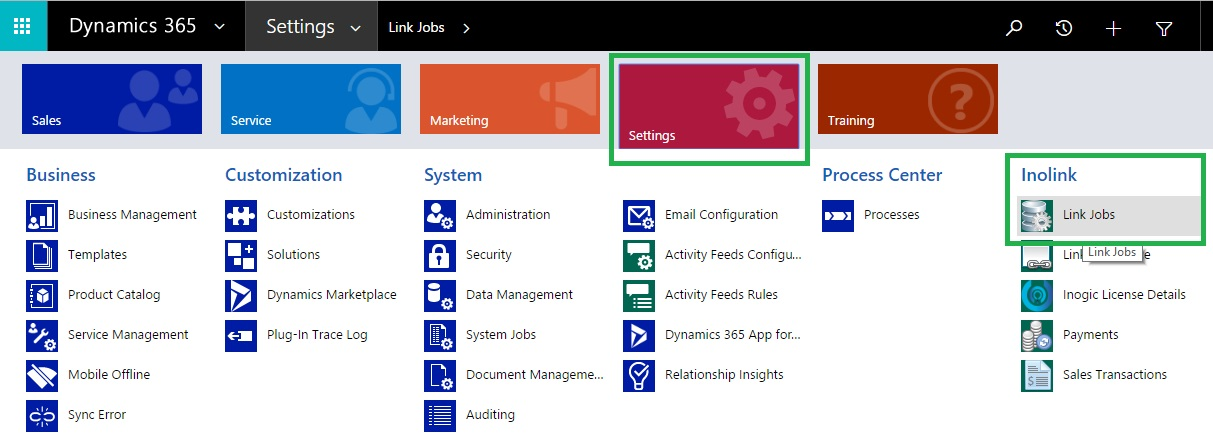 Dynamics 365
Settings
Link Jobs
Sales
Service
Marketing
Settings
Training
Business
Business Management
Templates
Product Catalog
Service Management
Mobile Offline
Sync Error
Customization
Customizations
Solutions
Dynamics Marketplace
Plug-In Trace Log
System
Administration
Security
Data Management
System Jobs
Document Manageme...
Auditing
Email Configuration
Activity Feeds Configu...
Activity Feeds Rules
Dynamics 365 App for...
Relationship Insights
Process Center
Processes
Inolink
Link Jobs
Link Jobs
Inogic License Details
Payments
Sales Transactions